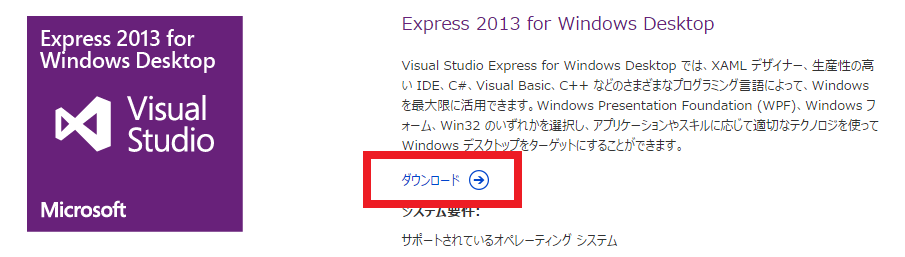 Express 2013 for
Windows Desktop
Visual
Studio
Microsoft
Express 2013 for Windows Desktop
Visual Studio Express for Windows Desktop では、XAML デザイナー、生産性の高
い IDE、C#、Visual Basic、C++ などのさまざまなプログラミング言語によって、Windows
を最大限に活用できます。Windows Presentation Foundation (WPF)、Windows フ
ォーム、Win32 のいずれかを選択し、アプリケーションやスキルに応じて適切なテクノロジを使って
Windows デスクトップをターゲットにすることができます。
ダウンロード
システム要件:
サポートされているオペレーティング システム